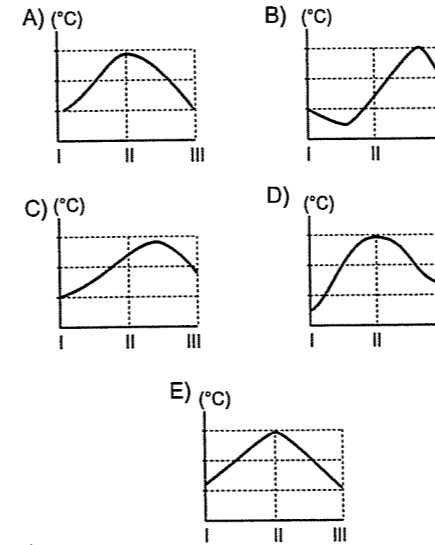 A) (°C)
I II III
B) (°C)
I II
C) (°C)
I II III
D) (°C)
I II
E) (°C)
I II III